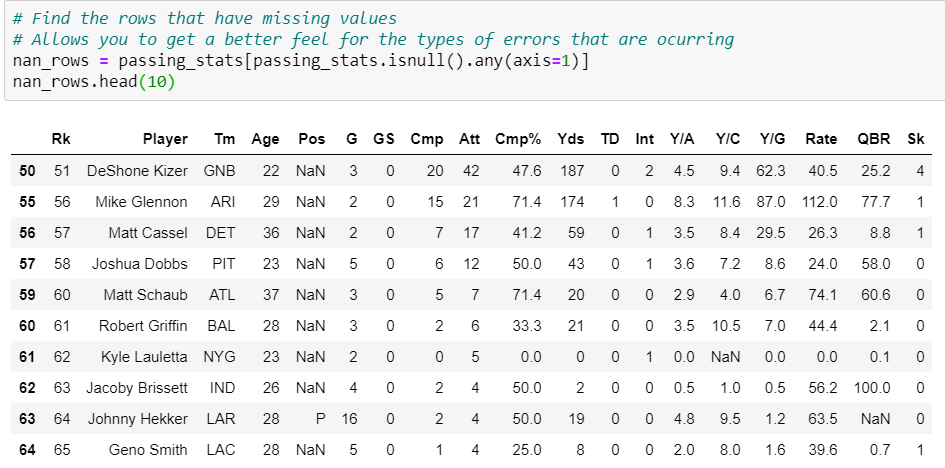 # Find the rows that have missing values
# Allows you to get a better feel for the types of errors that are ocurring
nan_rows = passing_stats[passing_stats.isnull().any(axis=1)]
nan_rows.head(10)
Rk Player Tm Age Pos G GS Cmp Att Cmp% Yds TD Int Y/A Y/C Y/G Rate QBR Sk
50 51 DeShone Kizer GNB 22 NaN 3 0 20 42 47.6 187 0 2 4.5 9.4 62.3 40.5 25.2 4
55 56 Mike Glennon ARI 29 NaN 2 0 15 21 71.4 174 1 0 8.3 11.6 87.0 112.0 77.7 1
56 57 Matt Cassel DET 36 NaN 2 0 7 17 41.2 59 0 1 3.5 8.4 29.5 26.3 8.8 1
57 58 Joshua Dobbs PIT 23 NaN 5 0 6 12 50.0 43 0 1 3.6 7.2 8.6 24.0 58.0 0
59 60 Matt Schaub ATL 37 NaN 3 0 5 7 71.4 20 0 0 2.9 4.0 6.7 74.1 60.6 0
60 61 Robert Griffin BAL 28 NaN 3 0 2 6 33.3 21 0 0 3.5 10.5 7.0 44.4 2.1 0
61 62 Kyle Lauletta NYG 23 NaN 2 0 0 5 0.0 0 0 1 0.0 NaN 0.0 0.0 0.1 0
62 63 Jacoby Brissett IND 26 NaN 4 0 2 4 50.0 2 0 0 0.5 1.0 0.5 56.2 100.0 0
63 64 Johnny Hekker LAR 28 P 16 0 2 4 50.0 19 0 0 4.8 9.5 1.2 63.5 NaN 0
64 65 Geno Smith LAC 28 NaN 5 0 1 4 25.0 8 0 0 2.0 8.0 1.6 39.6 0.7 1